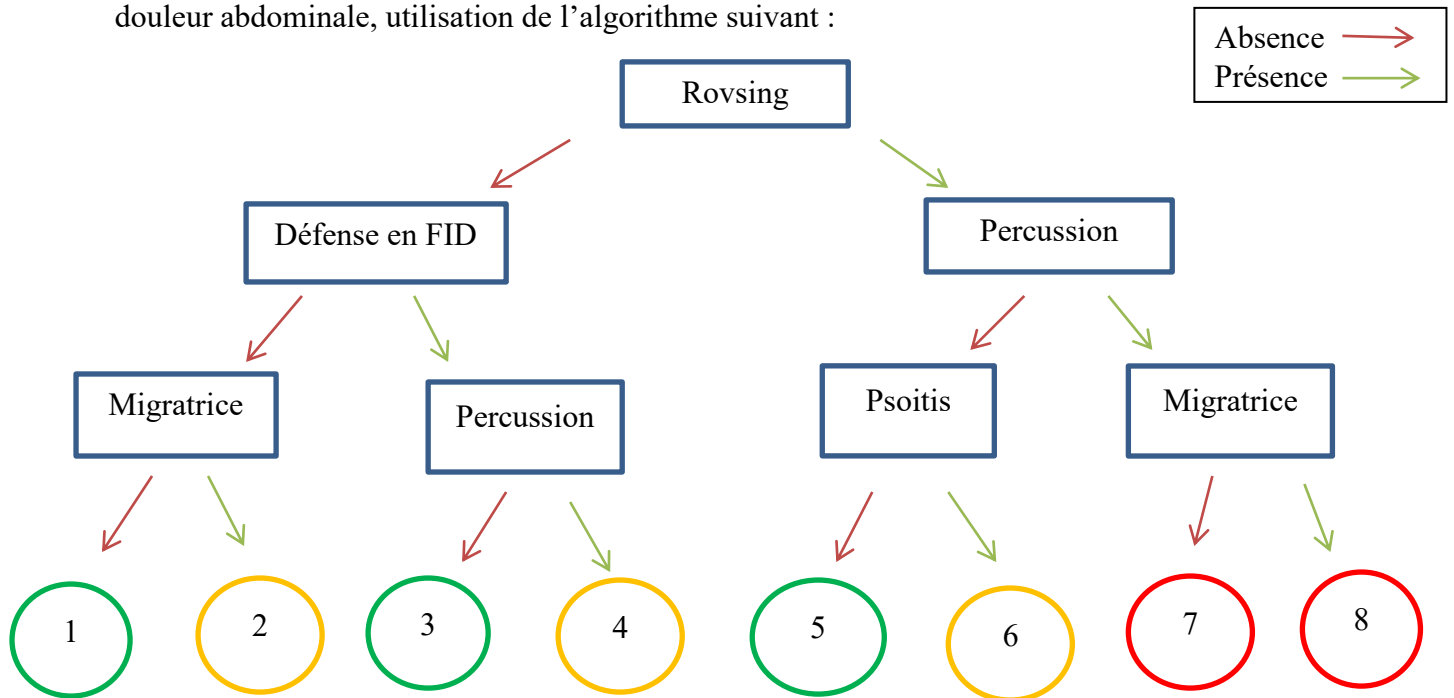 douleur abdominale, utilisation de l’algorithme suivant :
Absence
Présence
Rovsing
Défense en FID
Percussion
Migratrice
Percussion
Psoitis
Migratrice
1
2
3
4
5
6
7
8